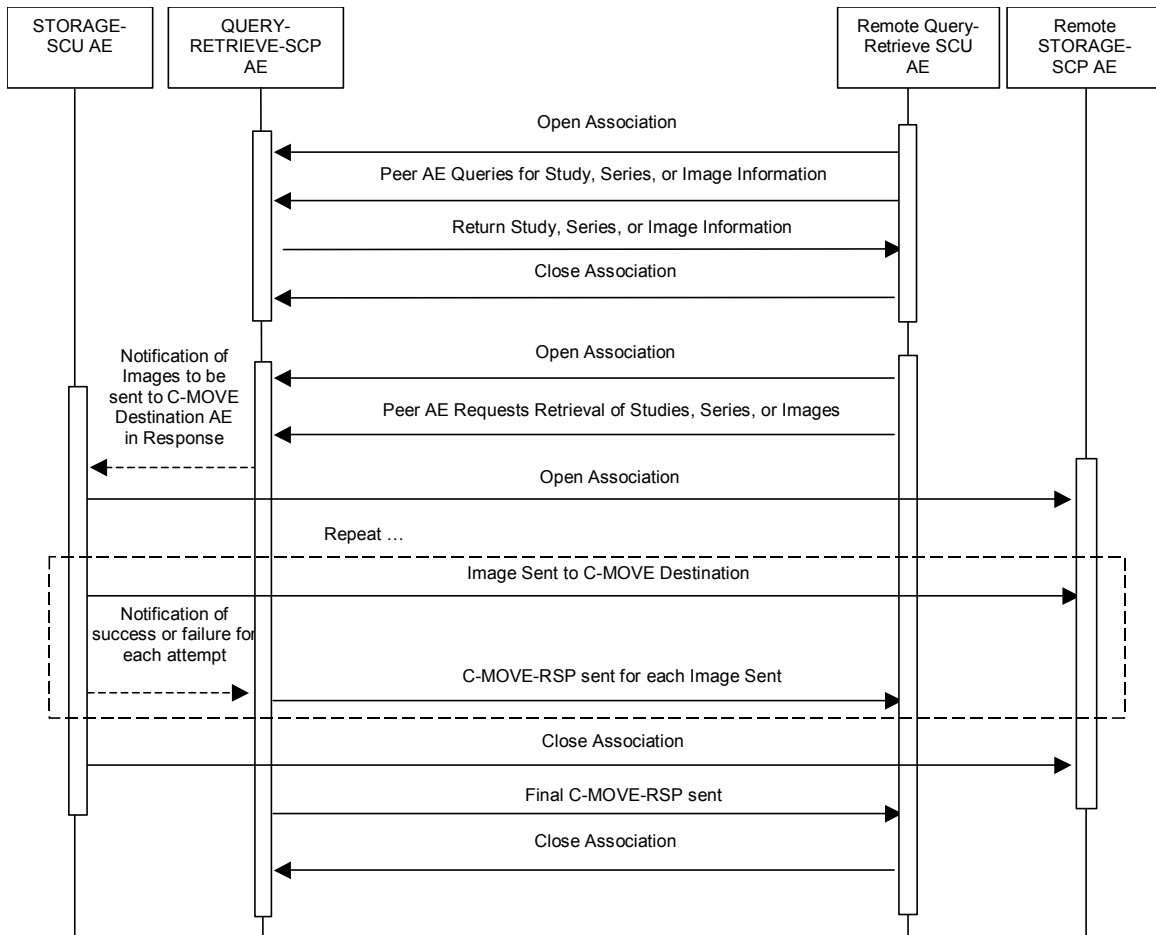 STORAGE-
SCU AE
QUERY-
RETRIEVE-SCP
AE
Remote Query-
Retrieve SCU
AE
Remote
STORAGE-
SCP AE
Open Association
Peer AE Queries for Study, Series, or Image Information
Return Study, Series, or Image Information
Close Association
Open Association
Notification of
Images to be
sent to C-MOVE
Destination AE
in Response
Peer AE Requests Retrieval of Studies, Series, or Images
Open Association
Repeat …
Image Sent to C-MOVE Destination
Notification of
success or failure for
each attempt
C-MOVE-RSP sent for each Image Sent
Close Association
Final C-MOVE-RSP sent
Close Association